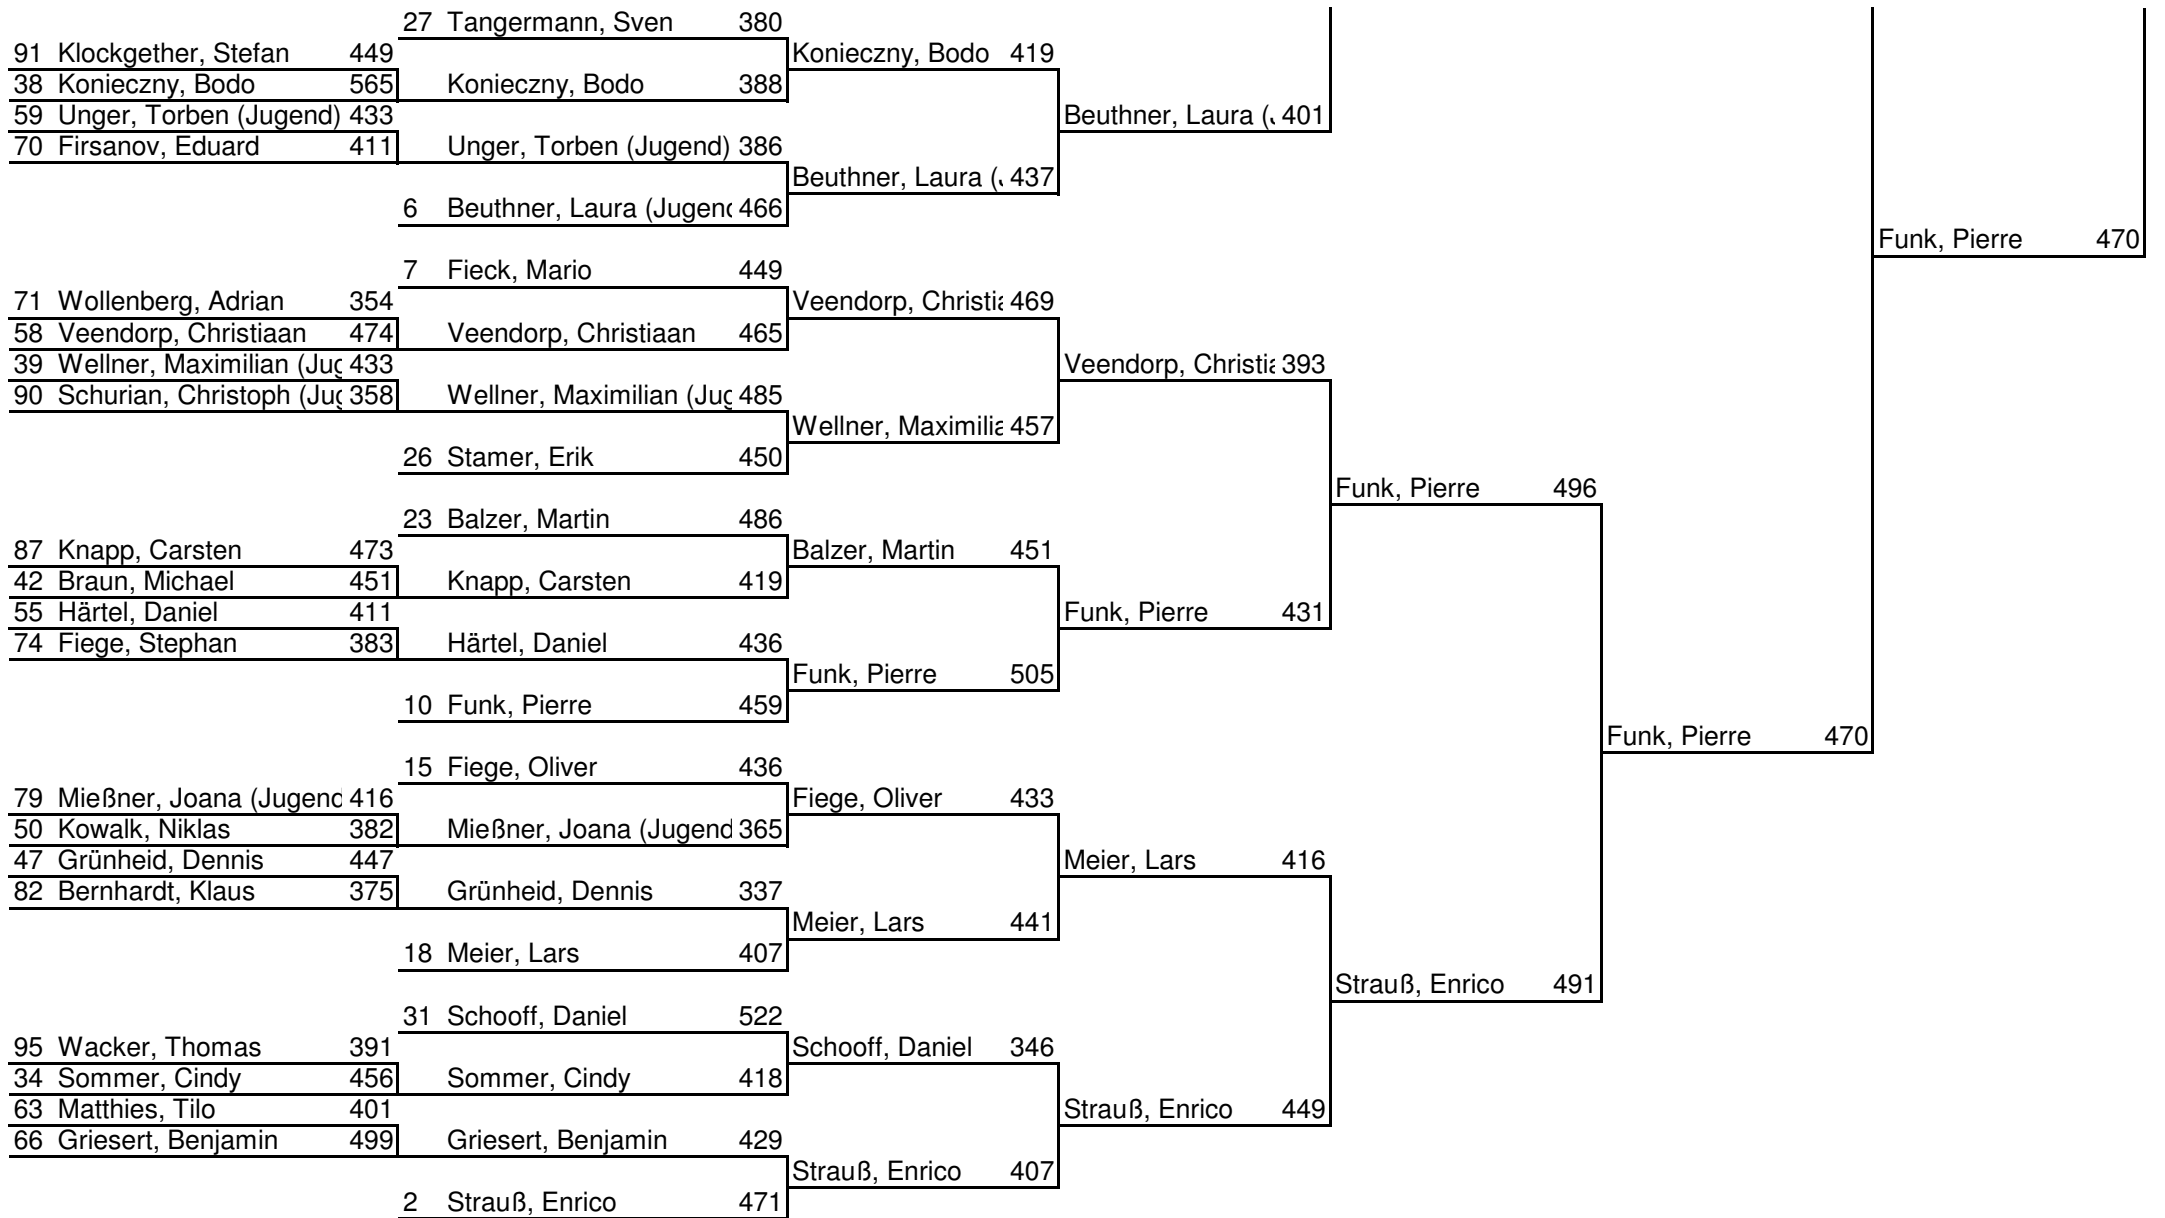 27 Tangermann, Sven 380
91 Klockgether, Stefan 449 Konieczny, Bodo 419
38 Konieczny, Bodo 565 Konieczny, Bodo 388
59 Unger, Torben (Jugend) 433 Beuthner, Laura ( 401
70 Firsanov, Eduard 411 Unger, Torben (Jugend) 386
Beuthner, Laura ( 437
6 Beuthner, Laura (Jugend 466
Funk, Pierre 470
7 Fieck, Mario 449
71 Wollenberg, Adrian 354 Veendorp, Christia 469
58 Veendorp, Christiaan 474 Veendorp, Christiaan 465
39 Wellner, Maximilian (Jug 433 Veendorp, Christia 393
90 Schurian, Christoph (Jug 358 Wellner, Maximilian (Jug 485
Wellner, Maximilia 457
26 Stamer, Erik 450
Funk, Pierre 496
23 Balzer, Martin 486
87 Knapp, Carsten 473 Balzer, Martin 451
42 Braun, Michael 451 Knapp, Carsten 419
55 Härtel, Daniel 411 Funk, Pierre 431
74 Fiege, Stephan 383 Härtel, Daniel 436
Funk, Pierre 505
10 Funk, Pierre 459
Funk, Pierre 470
15 Fiege, Oliver 436
79 Mießner, Joana (Jugend 416 Fiege, Oliver 433
50 Kowalk, Niklas 382 Mießner, Joana (Jugend 365
47 Grünheid, Dennis 447 Meier, Lars 416
82 Bernhardt, Klaus 375 Grünheid, Dennis 337
Meier, Lars 441
18 Meier, Lars 407
Strauß, Enrico 491
31 Schooff, Daniel 522
95 Wacker, Thomas 391 Schooff, Daniel 346
34 Sommer, Cindy 456 Sommer, Cindy 418
63 Matthies, Tilo 401 Strauß, Enrico 449
66 Griesert, Benjamin 499 Griesert, Benjamin 429
Strauß, Enrico 407
2 Strauß, Enrico 471